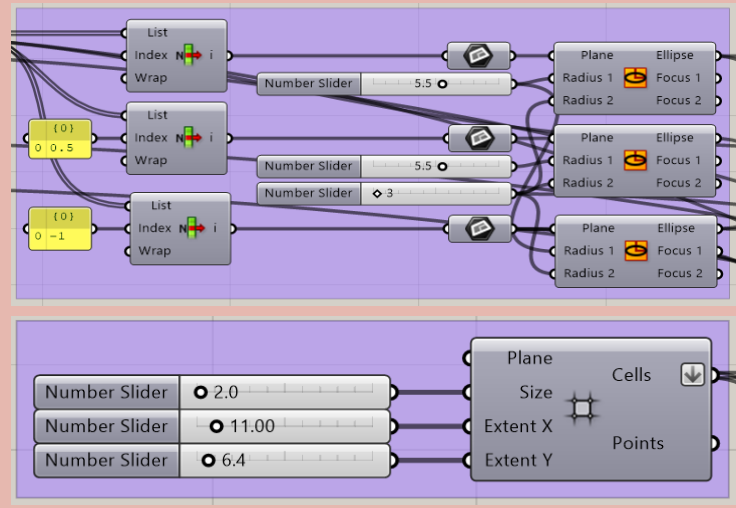 List
Index N i
Wrap
Number Slider 5.5
Plane Ellipse
Radius 1 Focus 1
Radius 2 Focus 2
{0}
0 0.5
List
Index N i
Wrap
Number Slider 5.5
Number Slider 3
Plane Ellipse
Radius 1 Focus 1
Radius 2 Focus 2
{0}
0 -1
List
Index N i
Wrap
Plane Ellipse
Radius 1 Focus 1
Radius 2 Focus 2
Number Slider 2.0
Number Slider 11.00
Number Slider 6.4
Plane
Size
Extent X
Extent Y
Cells
Points